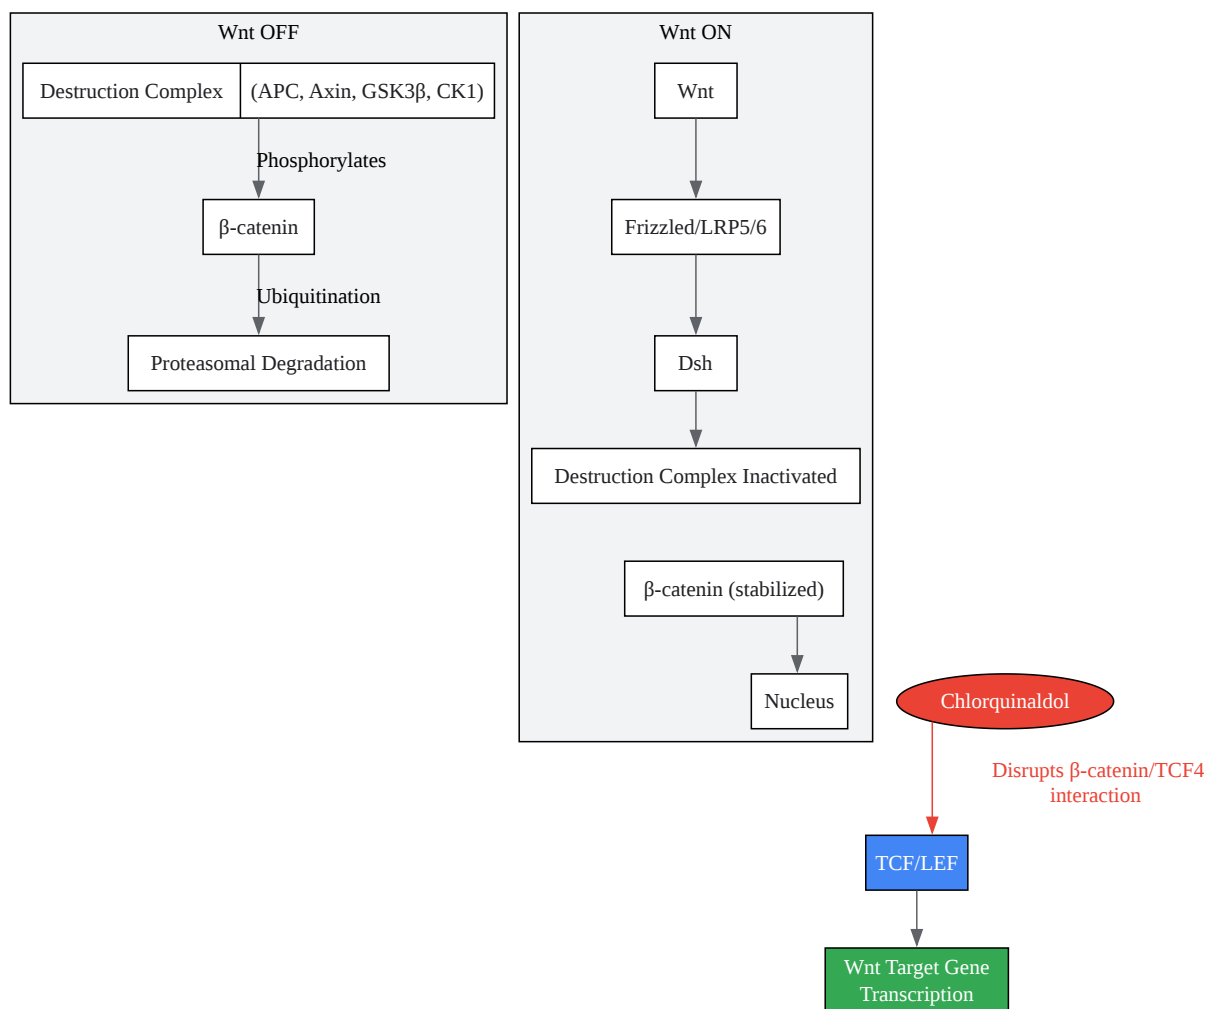 Wnt OFF
Destruction Complex
(APC, Axin, GSK3β, CK1)
Phosphorylates
β-catenin
Ubiquitination
Proteasomal Degradation
Wnt ON
Wnt
Frizzled/LRP5/6
Dsh
Destruction Complex Inactivated
β-catenin (stabilized)
Nucleus
Chlorquinaldol
Disrupts β-catenin/TCF4
interaction
TCF/LEF
Wnt Target Gene
Transcription